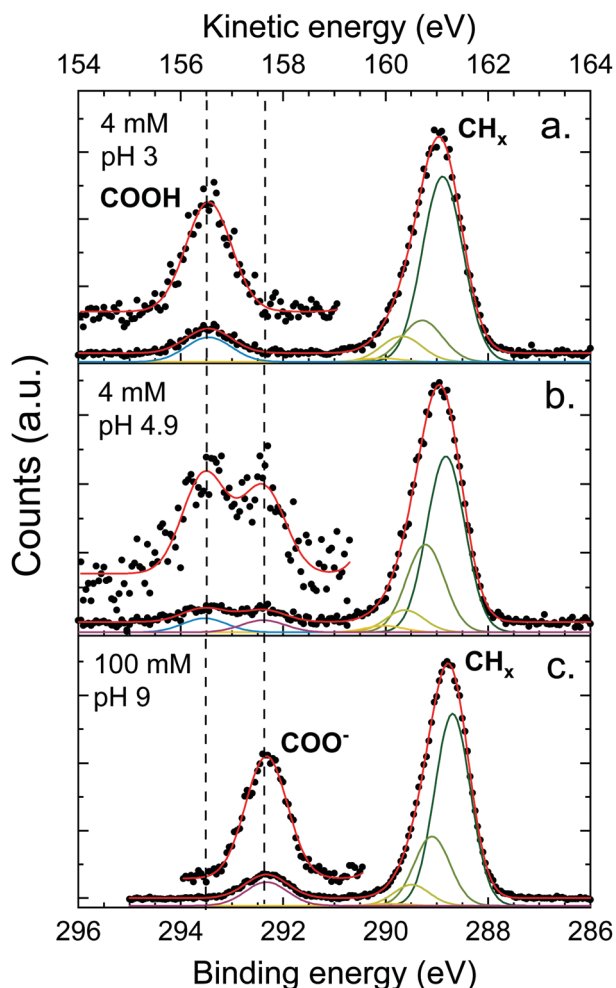 Kinetic energy (eV)
154 156 158 160 162 164
4 mM
pH 3
COOH
CHx
a.
4 mM
pH 4.9
b.
Counts (a.u.)
100 mM
pH 9
COO-
CHx
c.
296 294 292 290 288 286
Binding energy (eV)